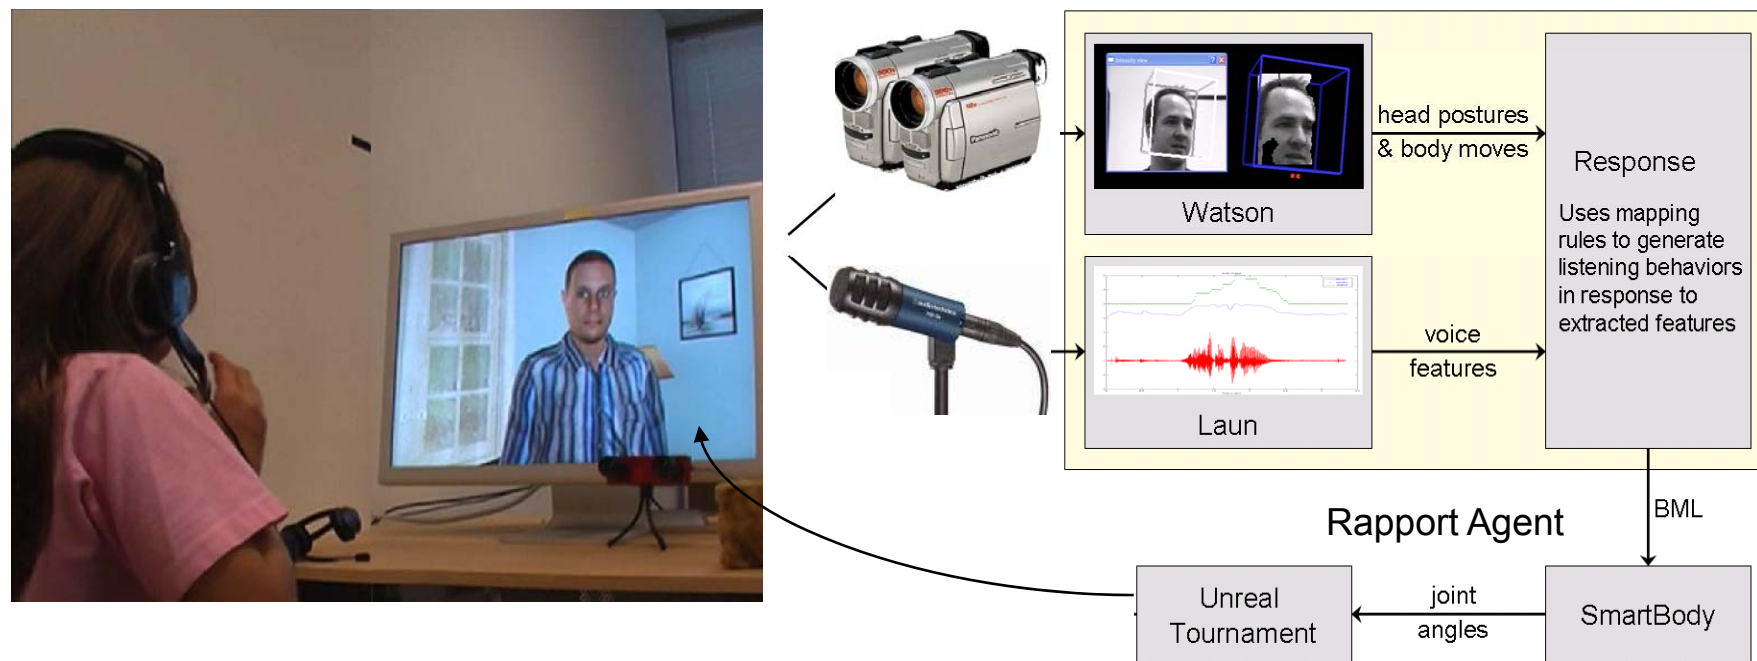 Panasonic
Watson
head postures
& body moves
Response
Uses mapping
rules to generate
listening behaviors
in response to
extracted features
Laun
voice
features
BML
Rapport Agent
Unreal
Tournament
joint
angles
SmartBody